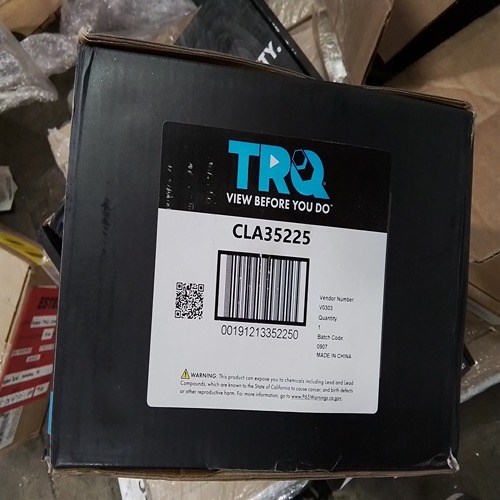 TY.
TRQ
VIEW BEFORE YOU DO™
CLA35225
00191213352250
Vendor Number
V0303
Quantity
1
Batch Code
0907
MADE IN CHINA
⚠WARNING: This product can expose you to chemicals including Lead and Lead
Compounds, which are known to the State of California to cause cancer, and birth defects
or other reproductive harm. For more information, go to www.P65Warnings.ca.gov.